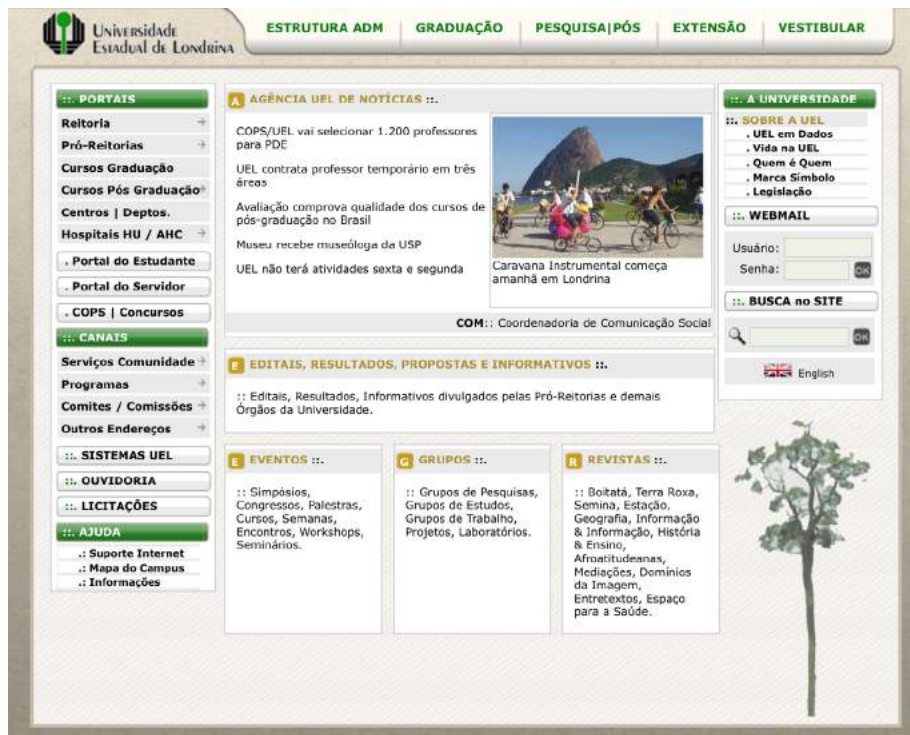 Universidade
Estadual de Londrina
ESTRUTURA ADM
GRADUAÇÃO
PESQUISA|PÓS
EXTENSÃO
VESTIBULAR
::. PORTAIS
Reitoria
Pró-Reitorias
Cursos Graduação
Cursos Pós Graduação
Centros | Deptos.
Hospitais HU / AHC
. Portal do Estudante
. Portal do Servidor
. COPS | Concursos
::. CANAIS
Serviços Comunidade
Programas
Comites / Comissões
Outros Endereços
::. SISTEMAS UEL
::. OUVIDORIA
::. LICITAÇÕES
::. AJUDA
.: Suporte Internet
.: Mapa do Campus
.: Informações
A AGÊNCIA UEL DE NOTÍCIAS ::.
COPS/UEL vai selecionar 1.200 professores
para PDE
UEL contrata professor temporário em três
áreas
Avaliação comprova qualidade dos cursos de
pós-graduação no Brasil
Museu recebe museóloga da USP
UEL não terá atividades sexta e segunda
Caravana Instrumental começa
amanhã em Londrina
COM:: Coordenadoria de Comunicação Social
E EDITAIS, RESULTADOS, PROPOSTAS E INFORMATIVOS ::.
:: Editais, Resultados, Informativos divulgados pelas Pró-Reitorias e demais
Órgãos da Universidade.
E EVENTOS ::.
:: Simpósios,
Congressos, Palestras,
Cursos, Semanas,
Encontros, Workshops,
Seminários.
G GRUPOS ::.
:: Grupos de Pesquisas,
Grupos de Estudos,
Grupos de Trabalho,
Projetos, Laboratórios.
R REVISTAS ::.
:: Boitatá, Terra Roxa,
Semina, Estação,
Geografia, Informação
& Informação, História
& Ensino,
Afroatitudeanas,
Mediações, Domínios
da Imagem,
Entretextos, Espaço
para a Saúde.
::. A UNIVERSIDADE
::. SOBRE A UEL
. UEL em Dados
. Vida na UEL
. Quem é Quem
. Marca Símbolo
. Legislação
::. WEBMAIL
Usuário:
Senha:
OK
::. BUSCA no SITE
OK
English